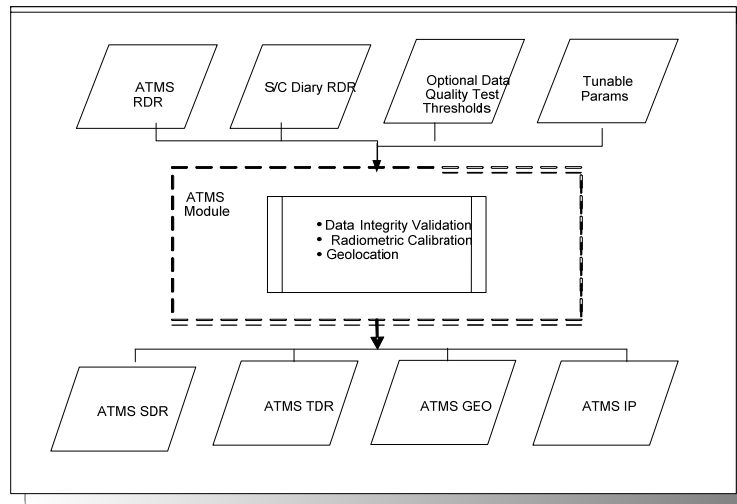 ATMS
RDR
S/C Diary RDR
Optional Data
Quality Test
Thresholds
Tunable
Params
ATMS
Module
• Data Integrity Validation
• Radiometric Calibration
• Geolocation
ATMS SDR
ATMS TDR
ATMS GEO
ATMS IP